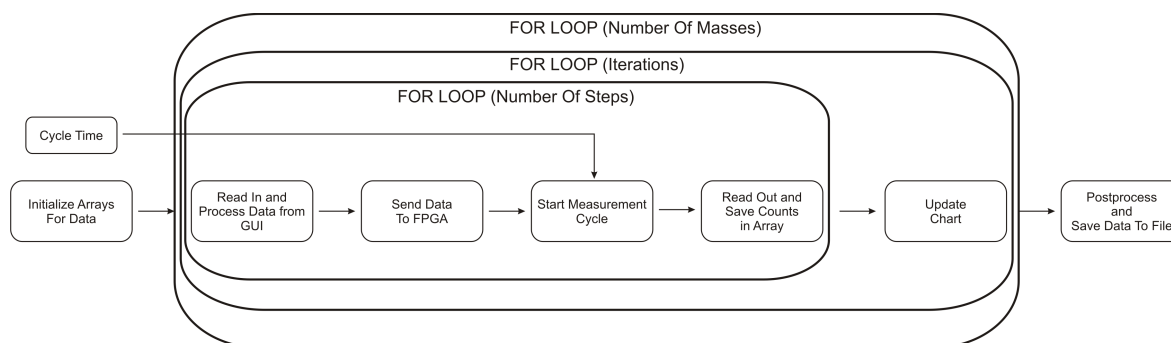 FOR LOOP (Number Of Masses)
FOR LOOP (Iterations)
FOR LOOP (Number Of Steps)
Cycle Time
Initialize Arrays
For Data
Read In and
Process Data from
GUI
Send Data
To FPGA
Start Measurement
Cycle
Read Out and
Save Counts
in Array
Update
Chart
Postprocess
and
Save Data To File